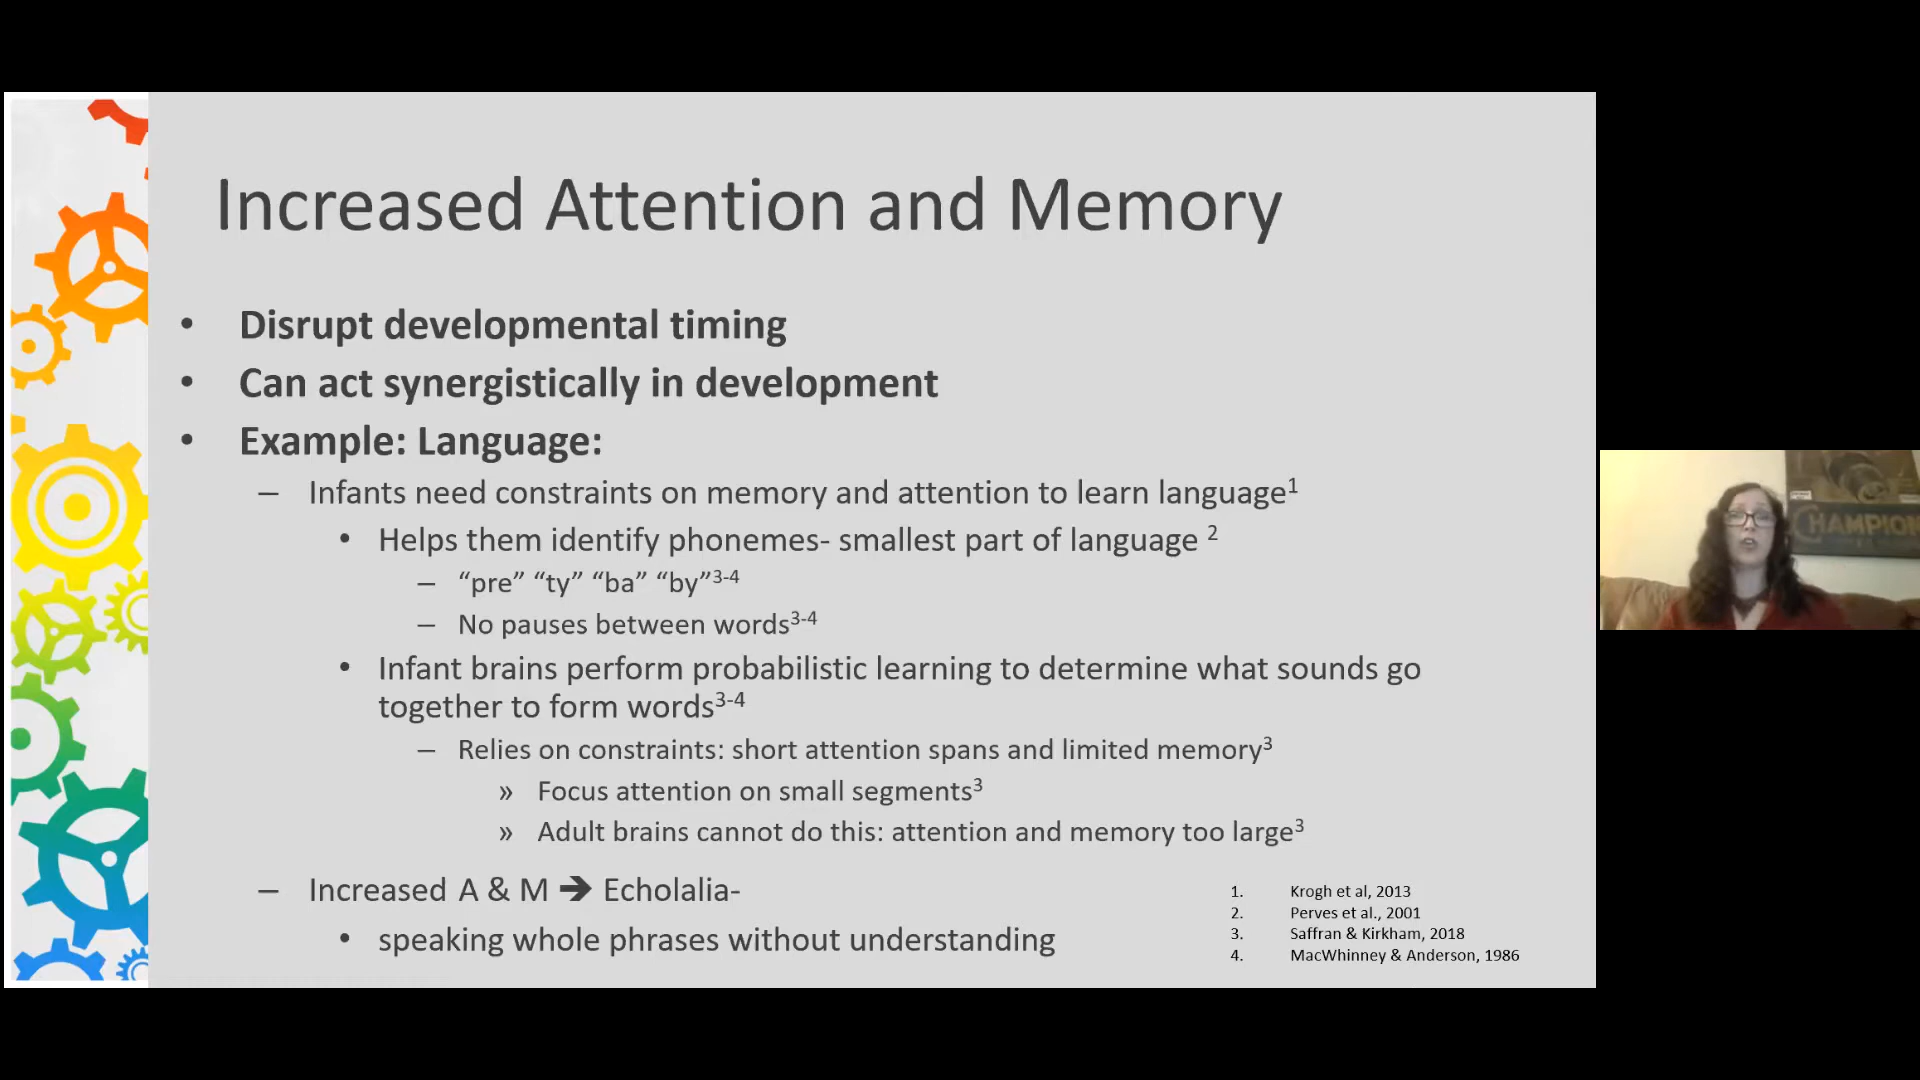 Increased Attention and Memory
• Disrupt developmental timing
• Can act synergistically in development
• Example: Language:
– Infants need constraints on memory and attention to learn language¹
• Helps them identify phonemes- smallest part of language ²
– “pre” “ty” “ba” “by”³⁻⁴
– No pauses between words³⁻⁴
• Infant brains perform probabilistic learning to determine what sounds go
together to form words³⁻⁴
– Relies on constraints: short attention spans and limited memory³
» Focus attention on small segments³
» Adult brains cannot do this: attention and memory too large³
– Increased A & M ➔ Echolalia-
• speaking whole phrases without understanding
1. Krogh et al, 2013
2. Perves et al., 2001
3. Saffran & Kirkham, 2018
4. MacWhinney & Anderson, 1986
CHAMPION